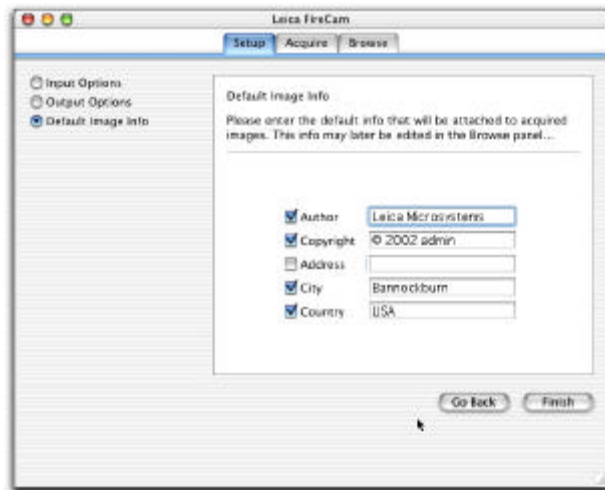 Leica FireCam
Setup Acquire Browse
Input Options
Output Options
Default Image Info
Default Image Info
Please enter the default info that will be attached to acquired
images. This info may later be edited in the Browse panel...
Author Leica Microsystems
Copyright © 2002 admin
Address
City Bannockburn
Country USA
Go Back Finish